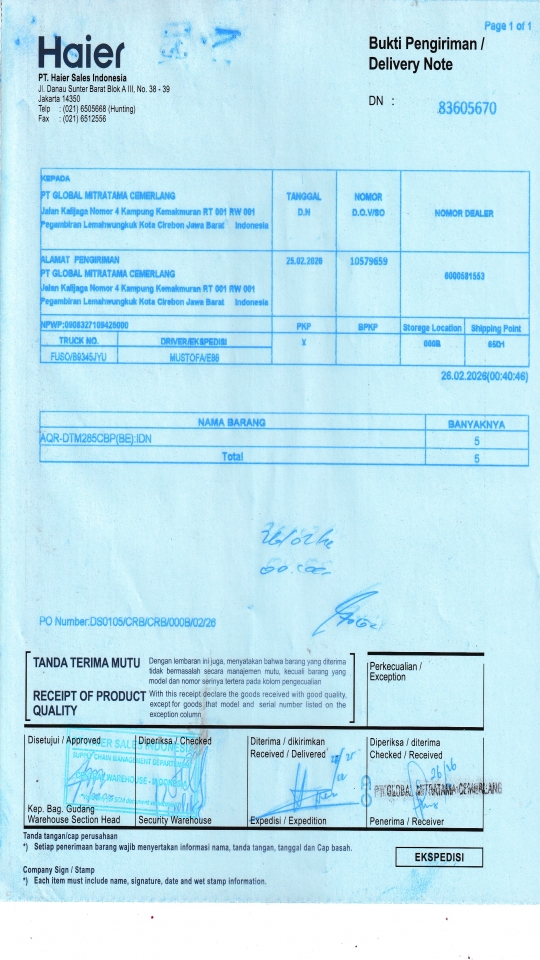 Page 1 of 1
Haier
Bukti Pengiriman /
Delivery Note
PT. Haier Sales Indonesia
Jl. Danau Sunter Barat Blok A III, No. 38 - 39
Jakarta 14350
Telp : (021) 6505668 (Hunting)
Fax : (021) 6512556
DN : 83605670
KEPADA
PT GLOBAL MITRATAMA CEMERLANG
Jalan Kalijaga Nomor 4 Kampung Kemakmuran RT 001 RW 001
Pegambiran Lemahwungkuk Kota Cirebon Jawa Barat Indonesia
TANGGAL
D.N
NOMOR
D.O.V/SO
NOMOR DEALER
ALAMAT PENGIRIMAN
PT GLOBAL MITRATAMA CEMERLANG
Jalan Kalijaga Nomor 4 Kampung Kemakmuran RT 001 RW 001
Pegambiran Lemahwungkuk Kota Cirebon Jawa Barat Indonesia
25.02.2026
10579659
0000581553
NPWP:0908327109426000
PKP
BPKP
Storege Location
Shipping Point
TRUCK NO.
DRIVER/EKSPEDISI
X
000B
65D1
FUSO/B9345JYU
MUSTOFA/E98
26.02.2026(00:40:46)
NAMA BARANG
BANYAKNYA
AQR-DTM285CBP(BE):IDN
5
Total
5
PO Number:DS0105/CRB/CRB/000B/02/26
TANDA TERIMA MUTU
Dengan lembaran ini juga, menyatakan bahwa barang yang diterima
tidak bermasalah secara manajemen mutu, kecuali barang yang
model dan nomor serinya tertera pada kolom pengecualian
RECEIPT OF PRODUCT
QUALITY
With this receipt declare the goods received with good quality,
except for goods that model and serial number listed on the
exception column
Perkecualian /
Exception
Disetujui / Approved
Diperiksa / Checked
Diterima / dikirimkan
Received / Delivered
Diperiksa / diterima
Checked / Received
SUPPLY CHAIN MANAGEMENT DEPARTMENT
CENTRAL WAREHOUSE - INDONESIA
PT GLOBAL MITRATAMA CEMERLANG
Kep. Bag. Gudang
Warehouse Section Head
Security Warehouse
Expedisi / Expedition
Penerima / Receiver
Tanda tangan/cap perusahaan
*) Setiap penerimaan barang wajib menyertakan informasi nama, tanda tangan, tanggal dan Cap basah.
EKSPEDISI
Company Sign / Stamp
*) Each item must include name, signature, date and wet stamp information.